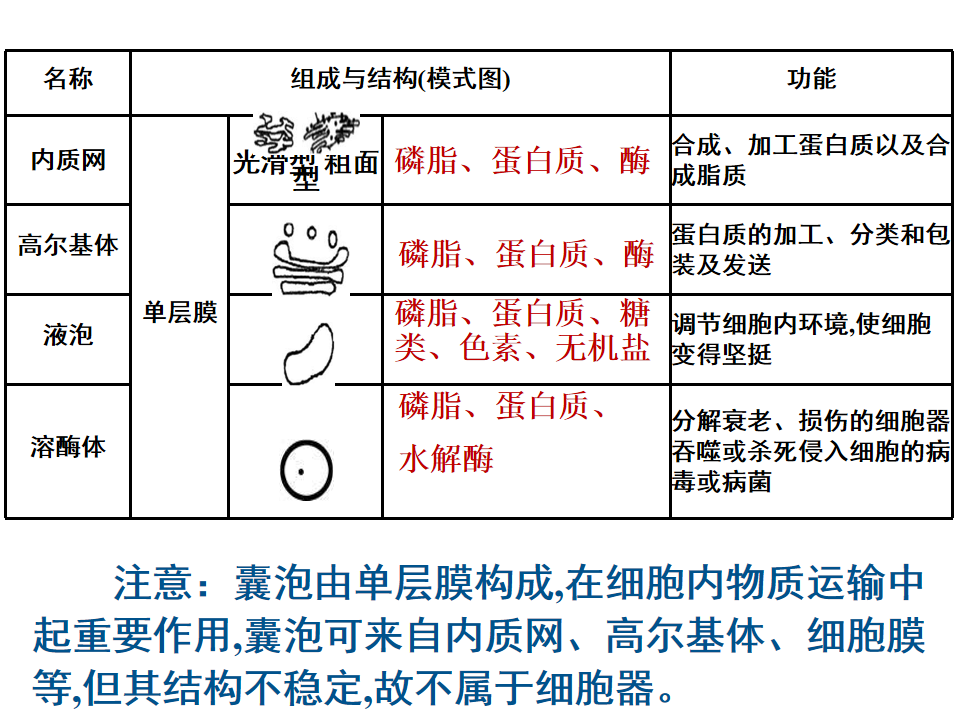 名称
组成与结构(模式图)
功能
内质网
光滑型 粗面
型
磷脂、蛋白质、酶
合成、加工蛋白质以及合
成脂质
高尔基体
磷脂、蛋白质、酶
蛋白质的加工、分类和包
装及发送
单层膜
液泡
磷脂、蛋白质、糖
类、色素、无机盐
调节细胞内环境,使细胞
变得坚挺
溶酶体
磷脂、蛋白质、
水解酶
分解衰老、损伤的细胞器
吞噬或杀死侵入细胞的病
毒或病菌
注意：囊泡由单层膜构成,在细胞内物质运输中
起重要作用,囊泡可来自内质网、高尔基体、细胞膜
等,但其结构不稳定,故不属于细胞器。